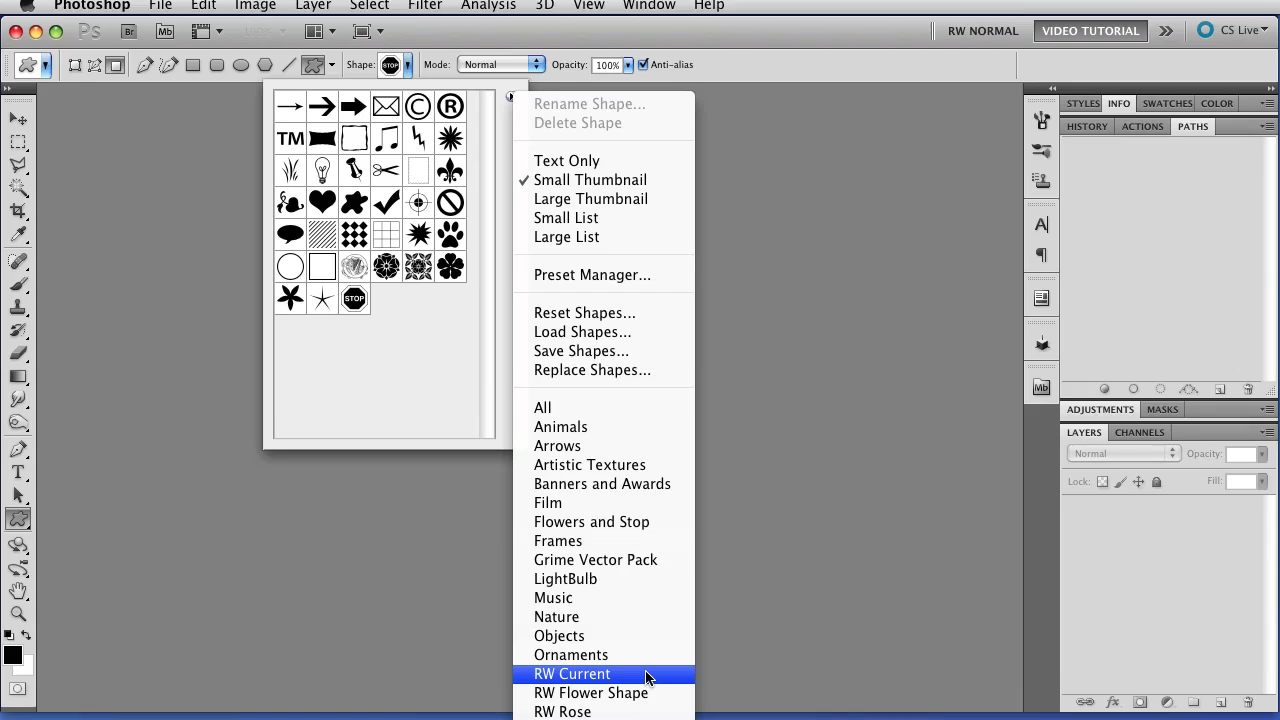 Photoshop File Edit Image Layer Select Filter Analysis 3D View Window Help
Ps Br Mb RW NORMAL VIDEO TUTORIAL CS Live
Shape: STOP Mode: Normal Opacity: 100% Anti-alias
STYLES INFO SWATCHES COLOR
HISTORY ACTIONS PATHS
TM
C
R
STOP
Rename Shape...
Delete Shape
Text Only
Small Thumbnail
Large Thumbnail
Small List
Large List
Preset Manager...
Reset Shapes...
Load Shapes...
Save Shapes...
Replace Shapes...
All
Animals
Arrows
Artistic Textures
Banners and Awards
Film
Flowers and Stop
Frames
Grime Vector Pack
LightBulb
Music
Nature
Objects
Ornaments
RW Current
RW Flower Shape
RW Rose
T
A
Mb
ADJUSTMENTS MASKS
LAYERS CHANNELS
Normal Opacity:
Lock: Fill:
fx